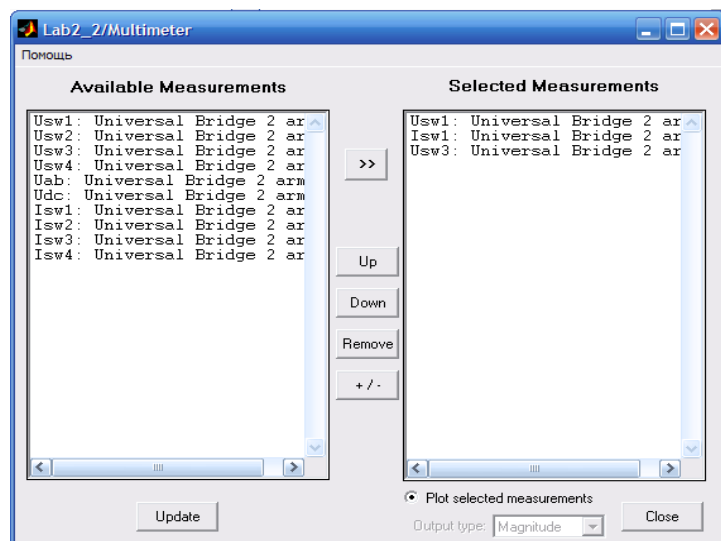 Lab2_2/Multimeter
Помощь
Available Measurements
Usw1: Universal Bridge 2 ar
Usw2: Universal Bridge 2 ar
Usw3: Universal Bridge 2 ar
Usw4: Universal Bridge 2 ar
Uab: Universal Bridge 2 arm
Udc: Universal Bridge 2 arm
Isw1: Universal Bridge 2 ar
Isw2: Universal Bridge 2 ar
Isw3: Universal Bridge 2 ar
Isw4: Universal Bridge 2 ar
Update
>>
Up
Down
Remove
+ / -
Selected Measurements
Usw1: Universal Bridge 2 ar
Isw1: Universal Bridge 2 ar
Usw3: Universal Bridge 2 ar
Plot selected measurements
Output type: Magnitude
Close